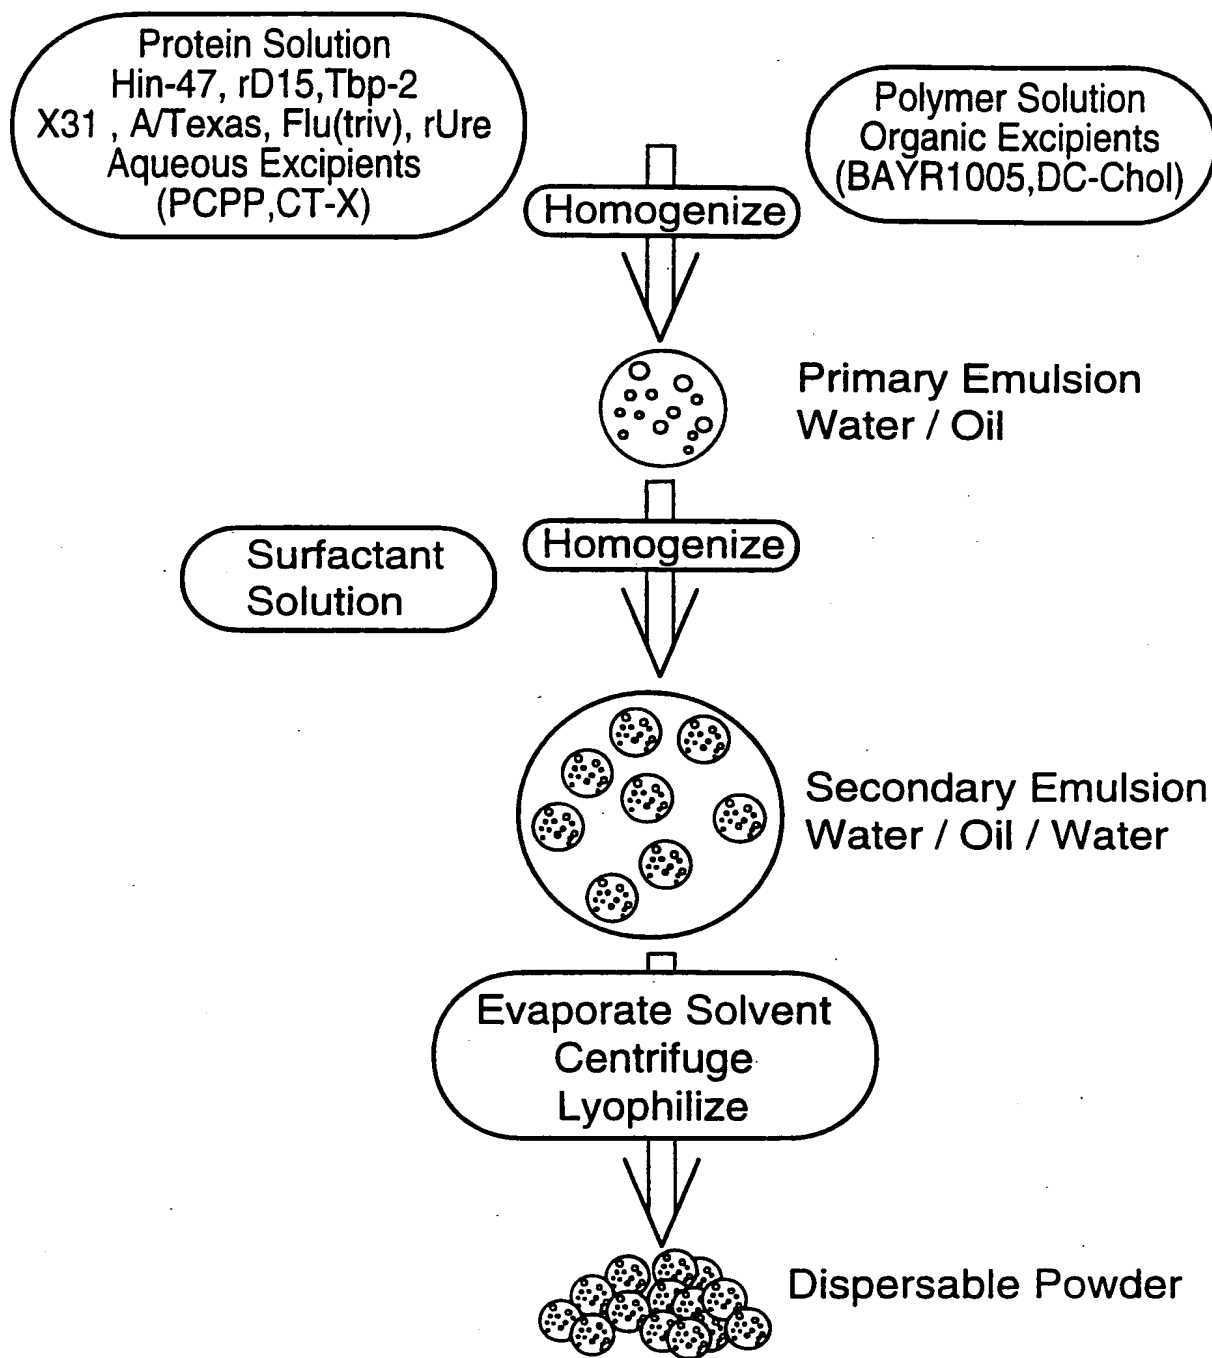 Protein Solution
Hin-47, rD15,Tbp-2
X31 , A/Texas, Flu(triv), rUre
Aqueous Excipients
(PCPP,CT-X)
Polymer Solution
Organic Excipients
(BAYR1005,DC-Chol)
Homogenize
Primary Emulsion
Water / Oil
Homogenize
Surfactant
Solution
Secondary Emulsion
Water / Oil / Water
Evaporate Solvent
Centrifuge
Lyophilize
Dispersable Powder